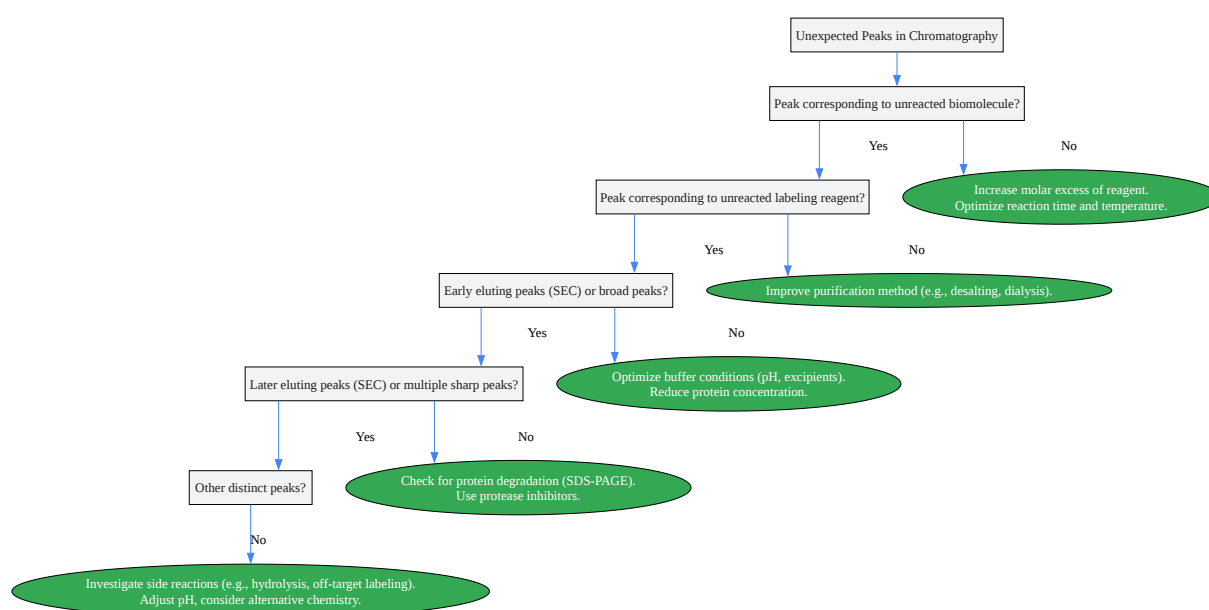 Unexpected Peaks in Chromatography
Peak corresponding to unreacted biomolecule?
Yes
No
Peak corresponding to unreacted labeling reagent?
Increase molar excess of reagent.
Optimize reaction time and temperature.
Yes
No
Early eluting peaks (SEC) or broad peaks?
Improve purification method (e.g., desalting, dialysis).
Yes
No
Later eluting peaks (SEC) or multiple sharp peaks?
Optimize buffer conditions (pH, excipients).
Reduce protein concentration.
Yes
No
Other distinct peaks?
Check for protein degradation (SDS-PAGE).
Use protease inhibitors.
No
Investigate side reactions (e.g., hydrolysis, off-target labeling).
Adjust pH, consider alternative chemistry.